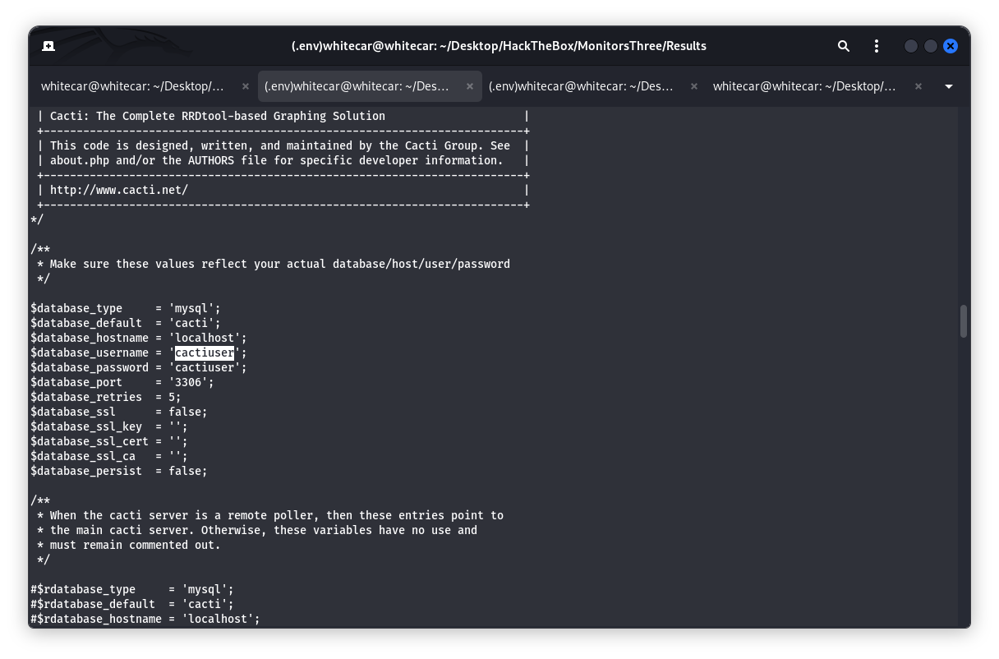 (.env)whitecar@whitecar: ~/Desktop/HackTheBox/MonitorsThree/Results
whitecar@whitecar: ~/Desktop/… × (.env)whitecar@whitecar: ~/Des… × (.env)whitecar@whitecar: ~/Des… × whitecar@whitecar: ~/Desktop/… ×
 | Cacti: The Complete RRDtool-based Graphing Solution                     |
 +-------------------------------------------------------------------------+
 | This code is designed, written, and maintained by the Cacti Group. See  |
 | about.php and/or the AUTHORS file for specific developer information.   |
 +-------------------------------------------------------------------------+
 | http://www.cacti.net/                                                   |
 +-------------------------------------------------------------------------+
*/
/**
 * Make sure these values reflect your actual database/host/user/password
 */
$database_type     = 'mysql';
$database_default  = 'cacti';
$database_hostname = 'localhost';
$database_username = 'cactiuser';
$database_password = 'cactiuser';
$database_port     = '3306';
$database_retries  = 5;
$database_ssl      = false;
$database_ssl_key  = '';
$database_ssl_cert = '';
$database_ssl_ca   = '';
$database_persist  = false;
/**
 * When the cacti server is a remote poller, then these entries point to
 * the main cacti server. Otherwise, these variables have no use and
 * must remain commented out.
 */
#$rdatabase_type     = 'mysql';
#$rdatabase_default  = 'cacti';
#$rdatabase_hostname = 'localhost';